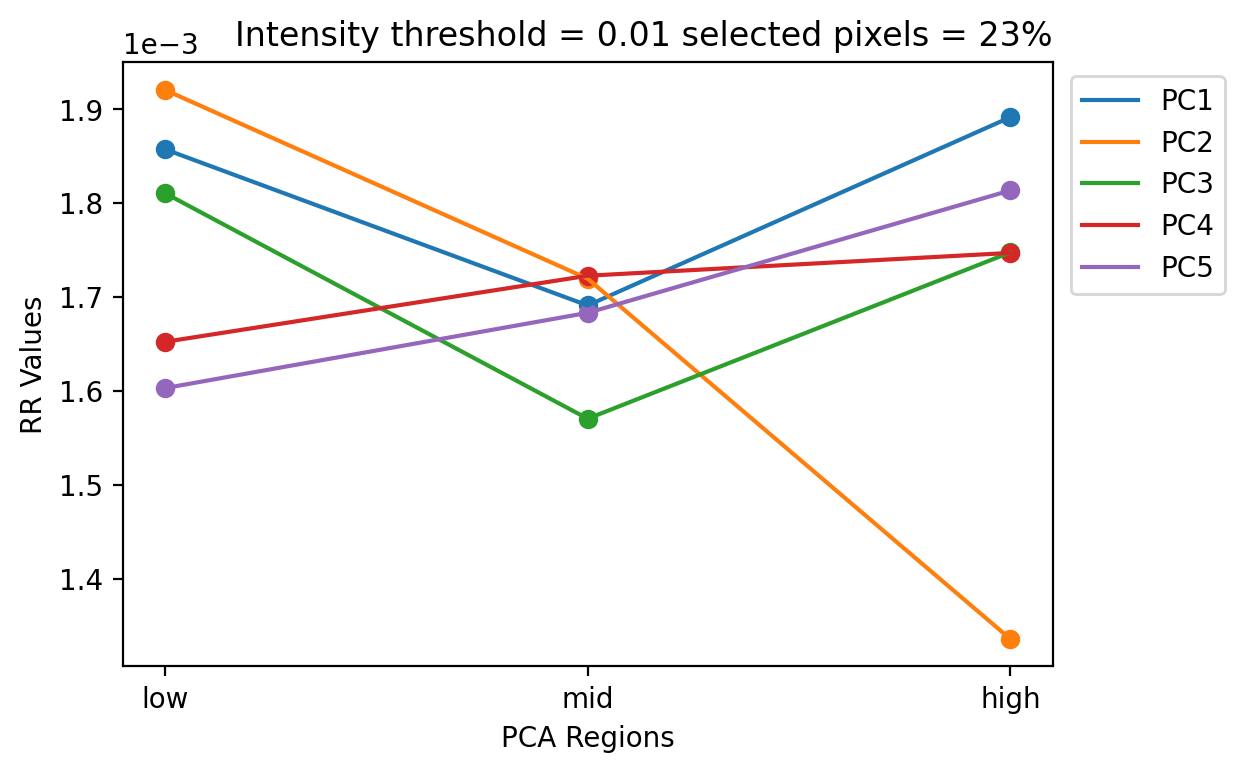 Intensity threshold = 0.01 selected pixels = 23%
1e−3
1.9
1.8
1.7
1.6
1.5
1.4
RR Values
low
mid
high
PCA Regions
PC1
PC2
PC3
PC4
PC5